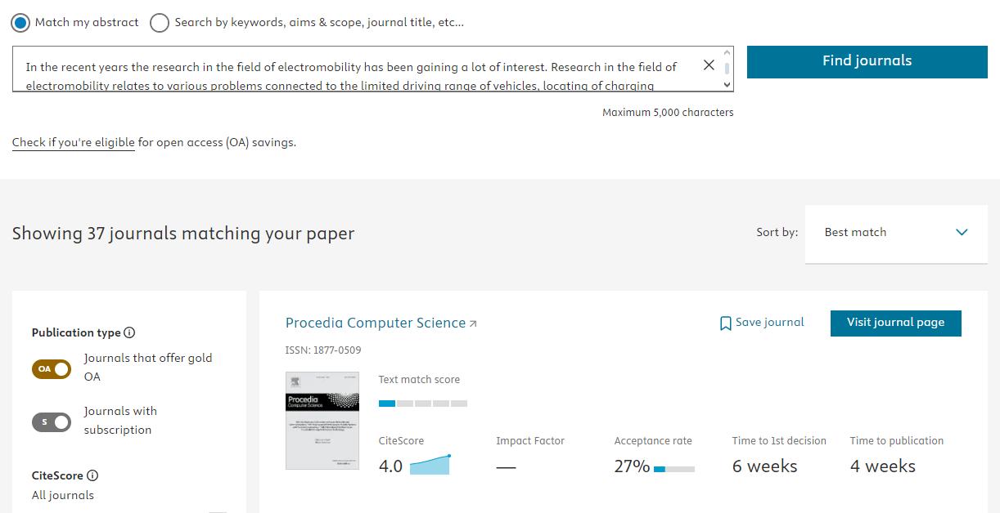 Match my abstract Search by keywords, aims & scope, journal title, etc...
In the recent years the research in the field of electromobility has been gaining a lot of interest. Research in the field of
electromobility relates to various problems connected to the limited driving range of vehicles, locating of charging
Find journals
Maximum 5,000 characters
Check if you're eligible for open access (OA) savings.
Showing 37 journals matching your paper
Sort by: Best match
Publication type
OA Journals that offer gold
OA
S Journals with
subscription
CiteScore
All journals
Procedia Computer Science
Save journal
Visit journal page
ISSN: 1877-0509
Procedia
Computer Science
Text match score
CiteScore Impact Factor Acceptance rate Time to 1st decision Time to publication
4.0 — 27% 6 weeks 4 weeks